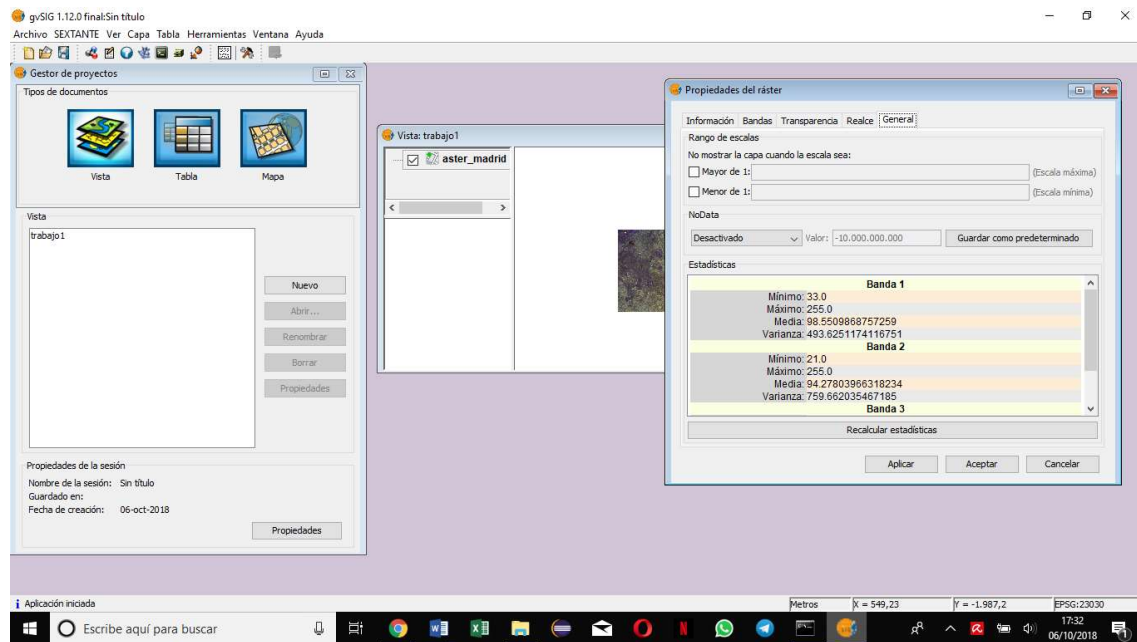 gvSIG 1.12.0 final:Sin título
Archivo SEXTANTE Ver Capa Tabla Herramientas Ventana Ayuda
Gestor de proyectos
Tipos de documentos
Vista
Tabla
Mapa
Vista
trabajo1
Nuevo
Abrir...
Renombrar
Borrar
Propiedades
Propiedades de la sesión
Nombre de la sesión: Sin título
Guardado en:
Fecha de creación: 06-oct-2018
Propiedades
Vista: trabajo1
aster_madrid
Propiedades del ráster
Información Bandas Transparencia Realce General
Rango de escalas
No mostrar la capa cuando la escala sea:
Mayor de 1: (Escala máxima)
Menor de 1: (Escala mínima)
NoData
Desactivado Valor: -10.000.000.000 Guardar como predeterminado
Estadísticas
Banda 1
Mínimo: 33.0
Máximo: 255.0
Media: 98.5509868757259
Varianza: 493.6251174116751
Banda 2
Mínimo: 21.0
Máximo: 255.0
Media: 94.27803966318234
Varianza: 759.662035467185
Banda 3
Recalcular estadísticas
Aplicar Aceptar Cancelar
Aplicación iniciada
Metros X = 549,23 Y = -1.987,2 EPSG:23030
Escribe aquí para buscar
17:32
06/10/2018